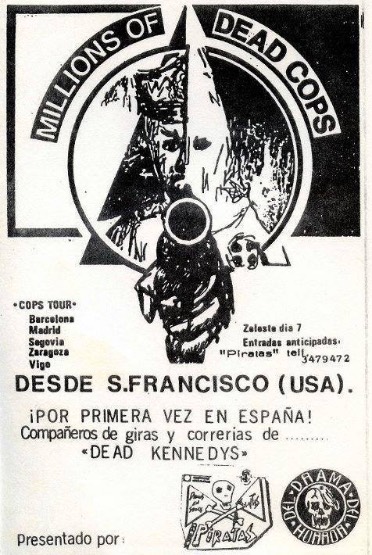 MILLIONS OF DEAD COPS
•COPS TOUR•
Barcelona
Madrid
Segovia
Zaragoza
Vigo
Zeleste dia 7
Entradas anticipadas:
"Piratas" telf.
3479472
DESDE S.FRANCISCO (USA).
¡POR PRIMERA VEZ EN ESPAÑA!
Compañeros de giras y correrias de ........
«DEAD KENNEDYS»
PIRATAS
DRAMA DEL HORROR
Presentado por: